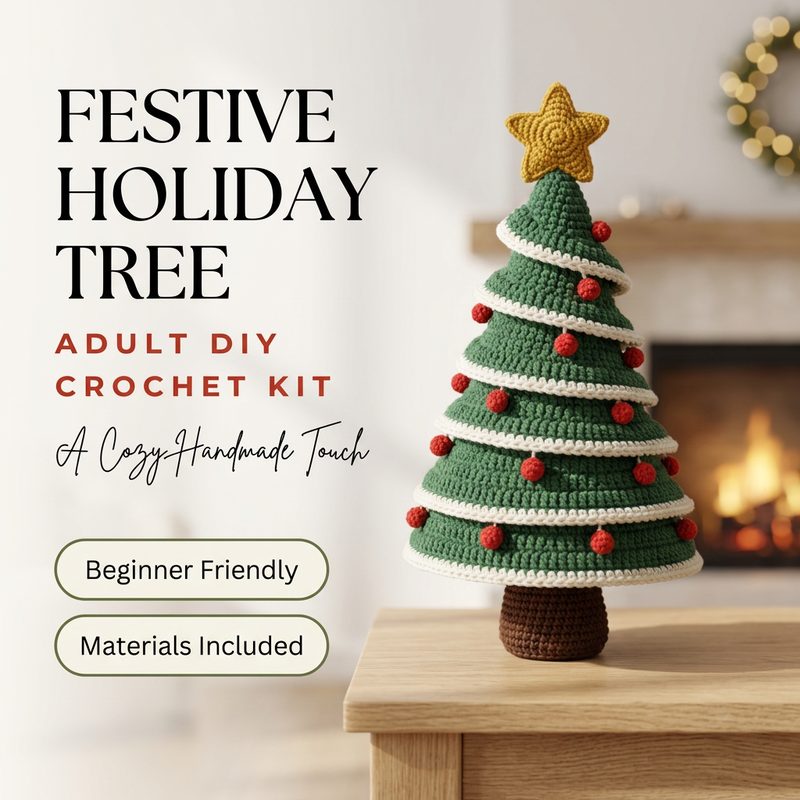 FESTIVE
HOLIDAY
TREE
ADULT DIY
CROCHET KIT
A Cozy Handmade Touch
Beginner Friendly
Materials Included